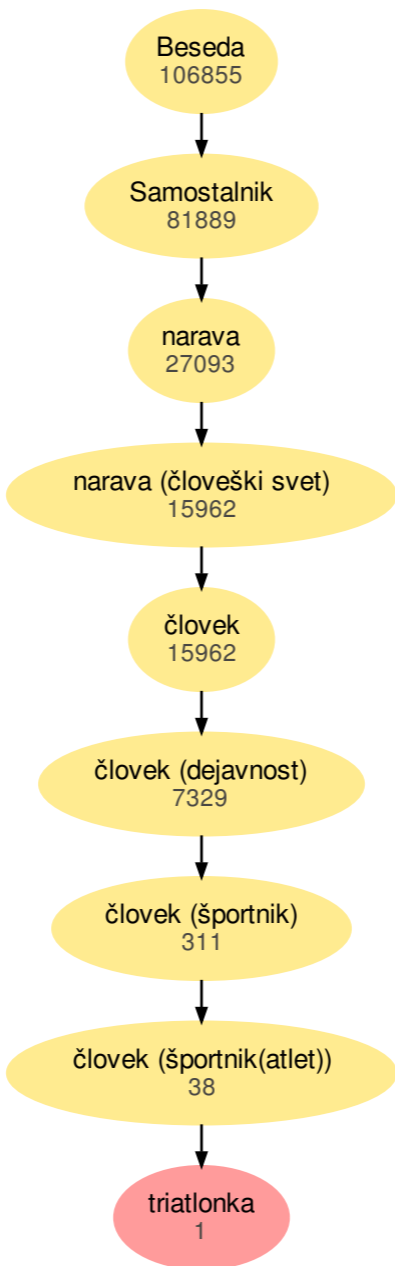 Beseda
106855
Samostalnik
81889
narava
27093
narava (človeški svet)
15962
človek
15962
človek (dejavnost)
7329
človek (športnik)
311
človek (športnik(atlet))
38
triatlonka
1